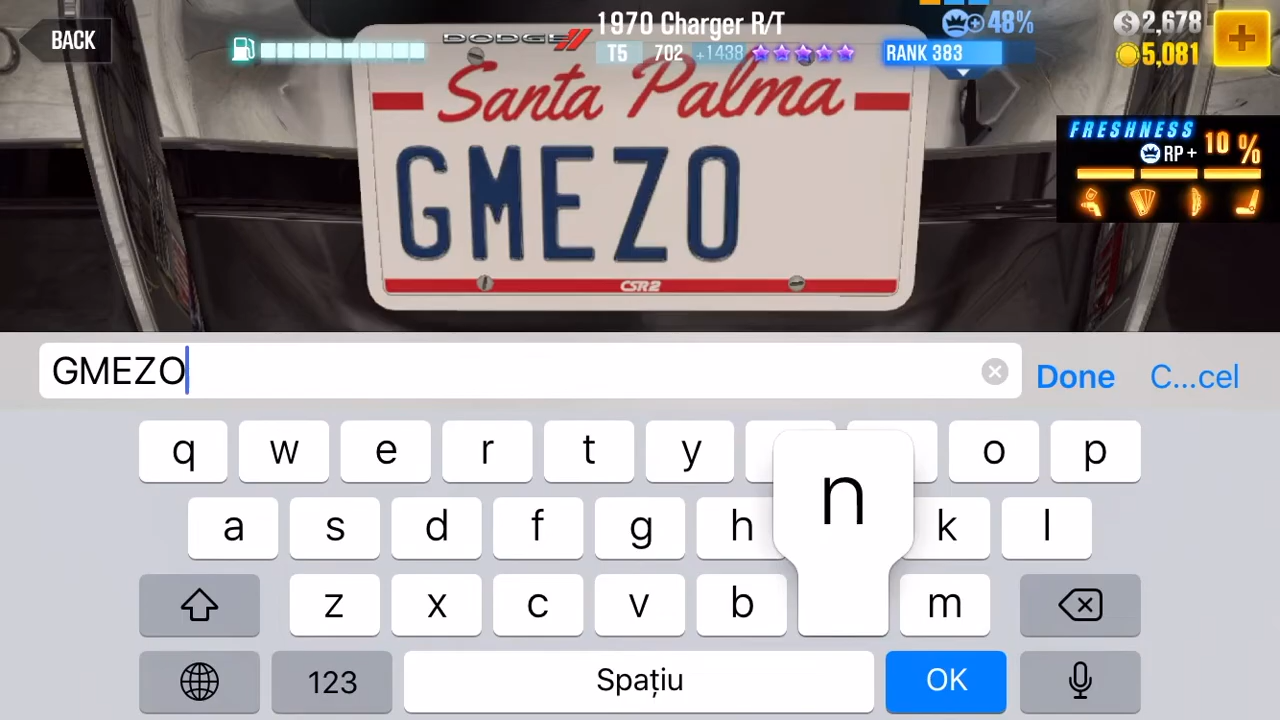 BACK
DODGE
1970 Charger R/T
T5 702 +1438
48%
RANK 383
2,678
5,081
FRESHNESS
RP + 10 %
Santa Palma
GMEZO
CSR2
GMEZO
Done
C...cel
q w e r t y o p
a s d f g h k l
n
z x c v b m
123
Spațiu
OK